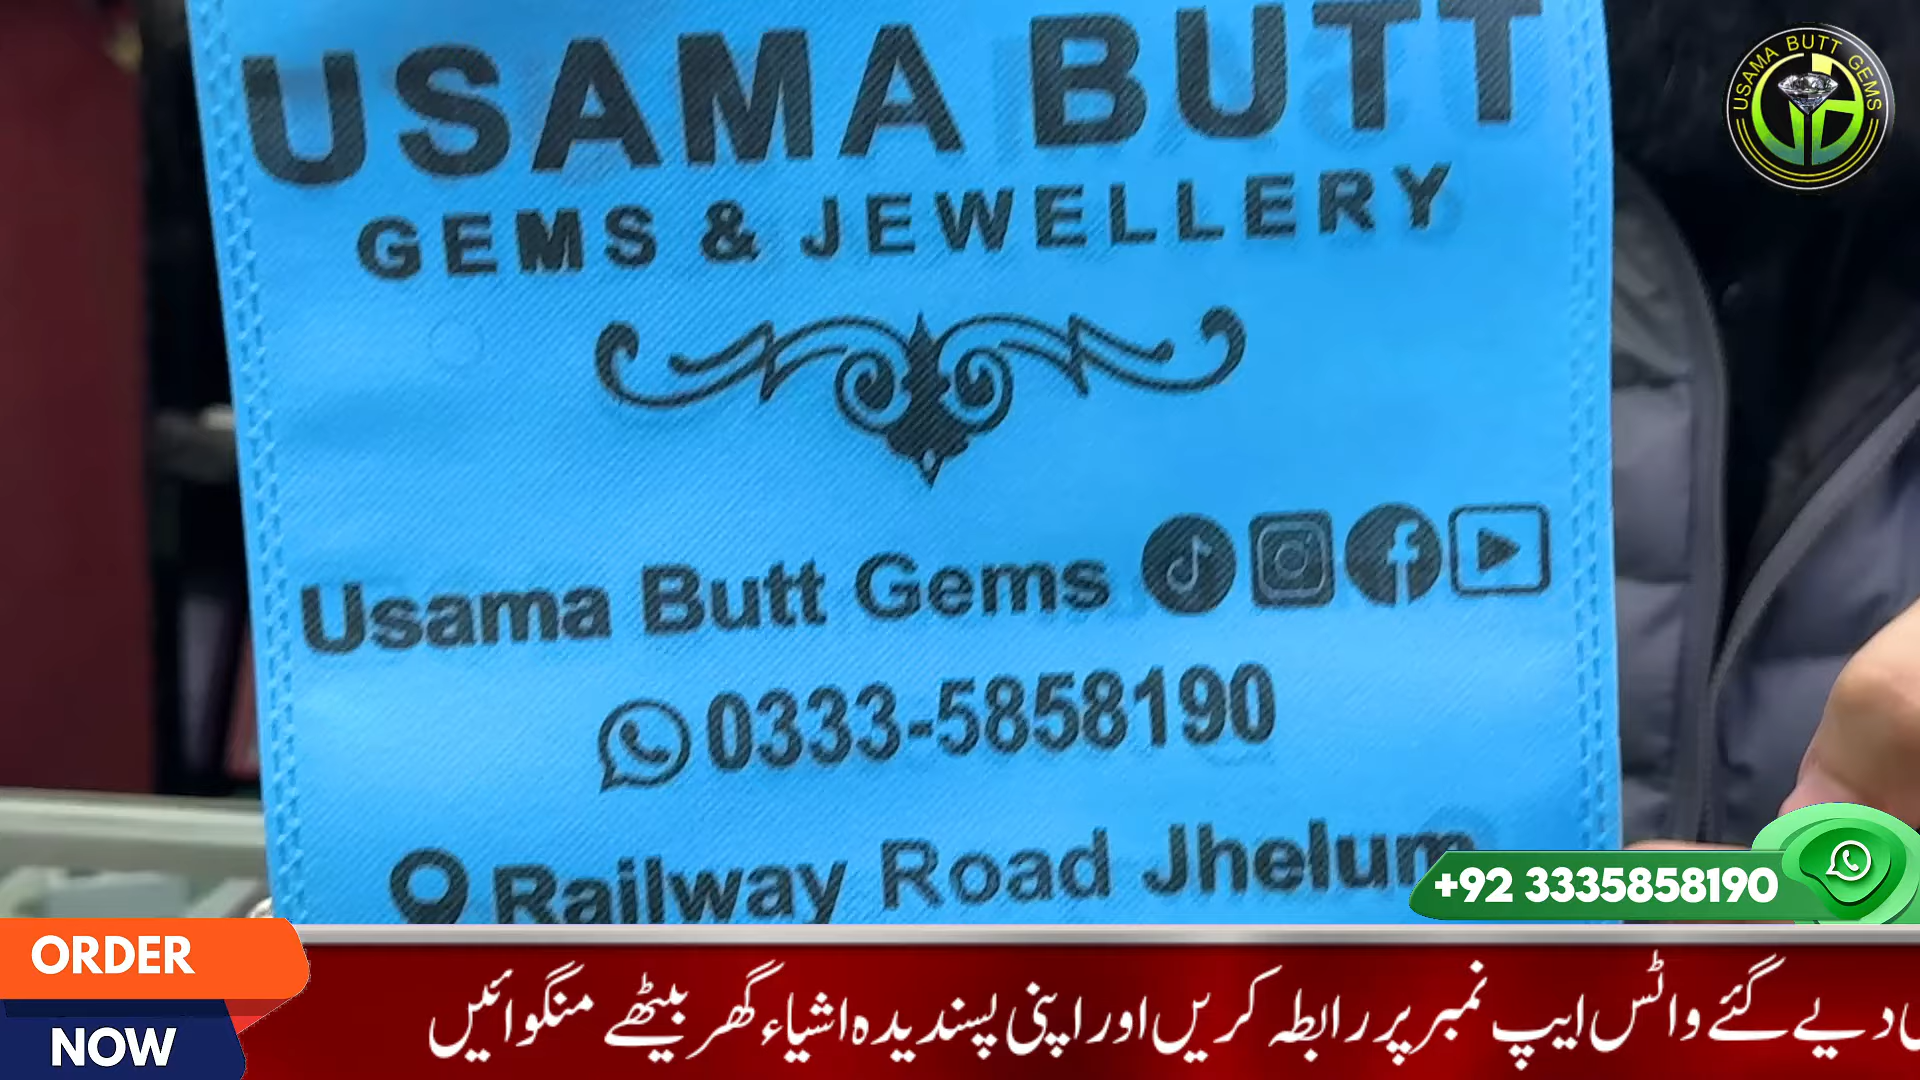 USAMA BUTT
GEMS & JEWELLERY
Usama Butt Gems
0333-5858190
Railway Road Jhelum
USAMA BUTT GEMS
+92 3335858190
ORDER
NOW
دیے گئے واٹس ایپ نمبر پر رابطہ کریں اور اپنی پسندیدہ اشیاء گھر بیٹھے منگوائیں